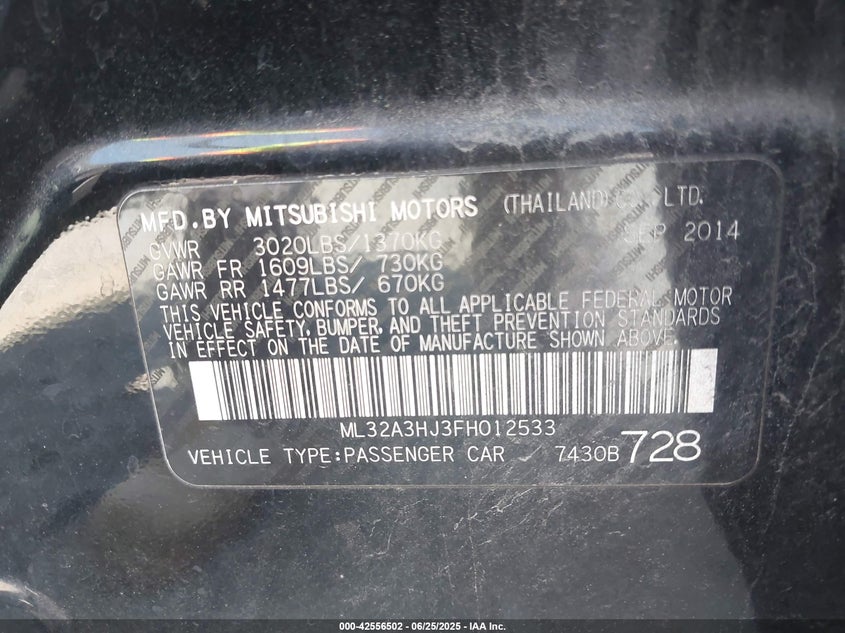 MFD.BY MITSUBISHI MOTORS (THAILAND) CO., LTD.
GVWR 3020LBS/1370KG SEP 2014
GAWR FR 1609LBS/ 730KG
GAWR RR 1477LBS/ 670KG
THIS VEHICLE CONFORMS TO ALL APPLICABLE FEDERAL MOTOR
VEHICLE SAFETY, BUMPER, AND THEFT PREVENTION STANDARDS
IN EFFECT ON THE DATE OF MANUFACTURE SHOWN ABOVE.
ML32A3HJ3FH012533
VEHICLE TYPE:PASSENGER CAR 7430B 728
000-42556502 / 06/25/2025 - IAA Inc.